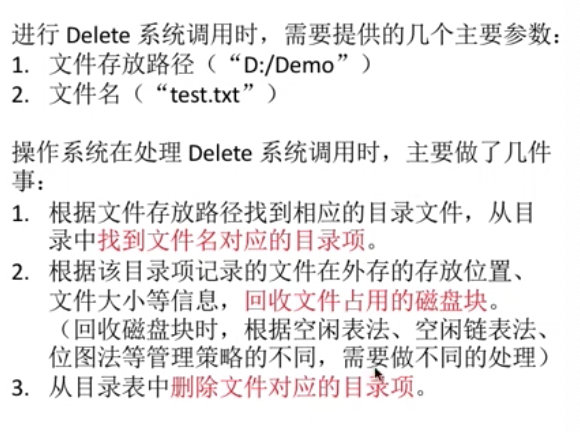 进行 Delete 系统调用时，需要提供的几个主要参数：
1. 文件存放路径（“D:/Demo”）
2. 文件名（“test.txt”）
操作系统在处理 Delete 系统调用时，主要做了几件
事：
1. 根据文件存放路径找到相应的目录文件，从目
录中找到文件名对应的目录项。
2. 根据该目录项记录的文件在外存的存放位置、
文件大小等信息，回收文件占用的磁盘块。
（回收磁盘块时，根据空闲表法、空闲链表法、
位图法等管理策略的不同，需要做不同的处理）
3. 从目录表中删除文件对应的目录项。